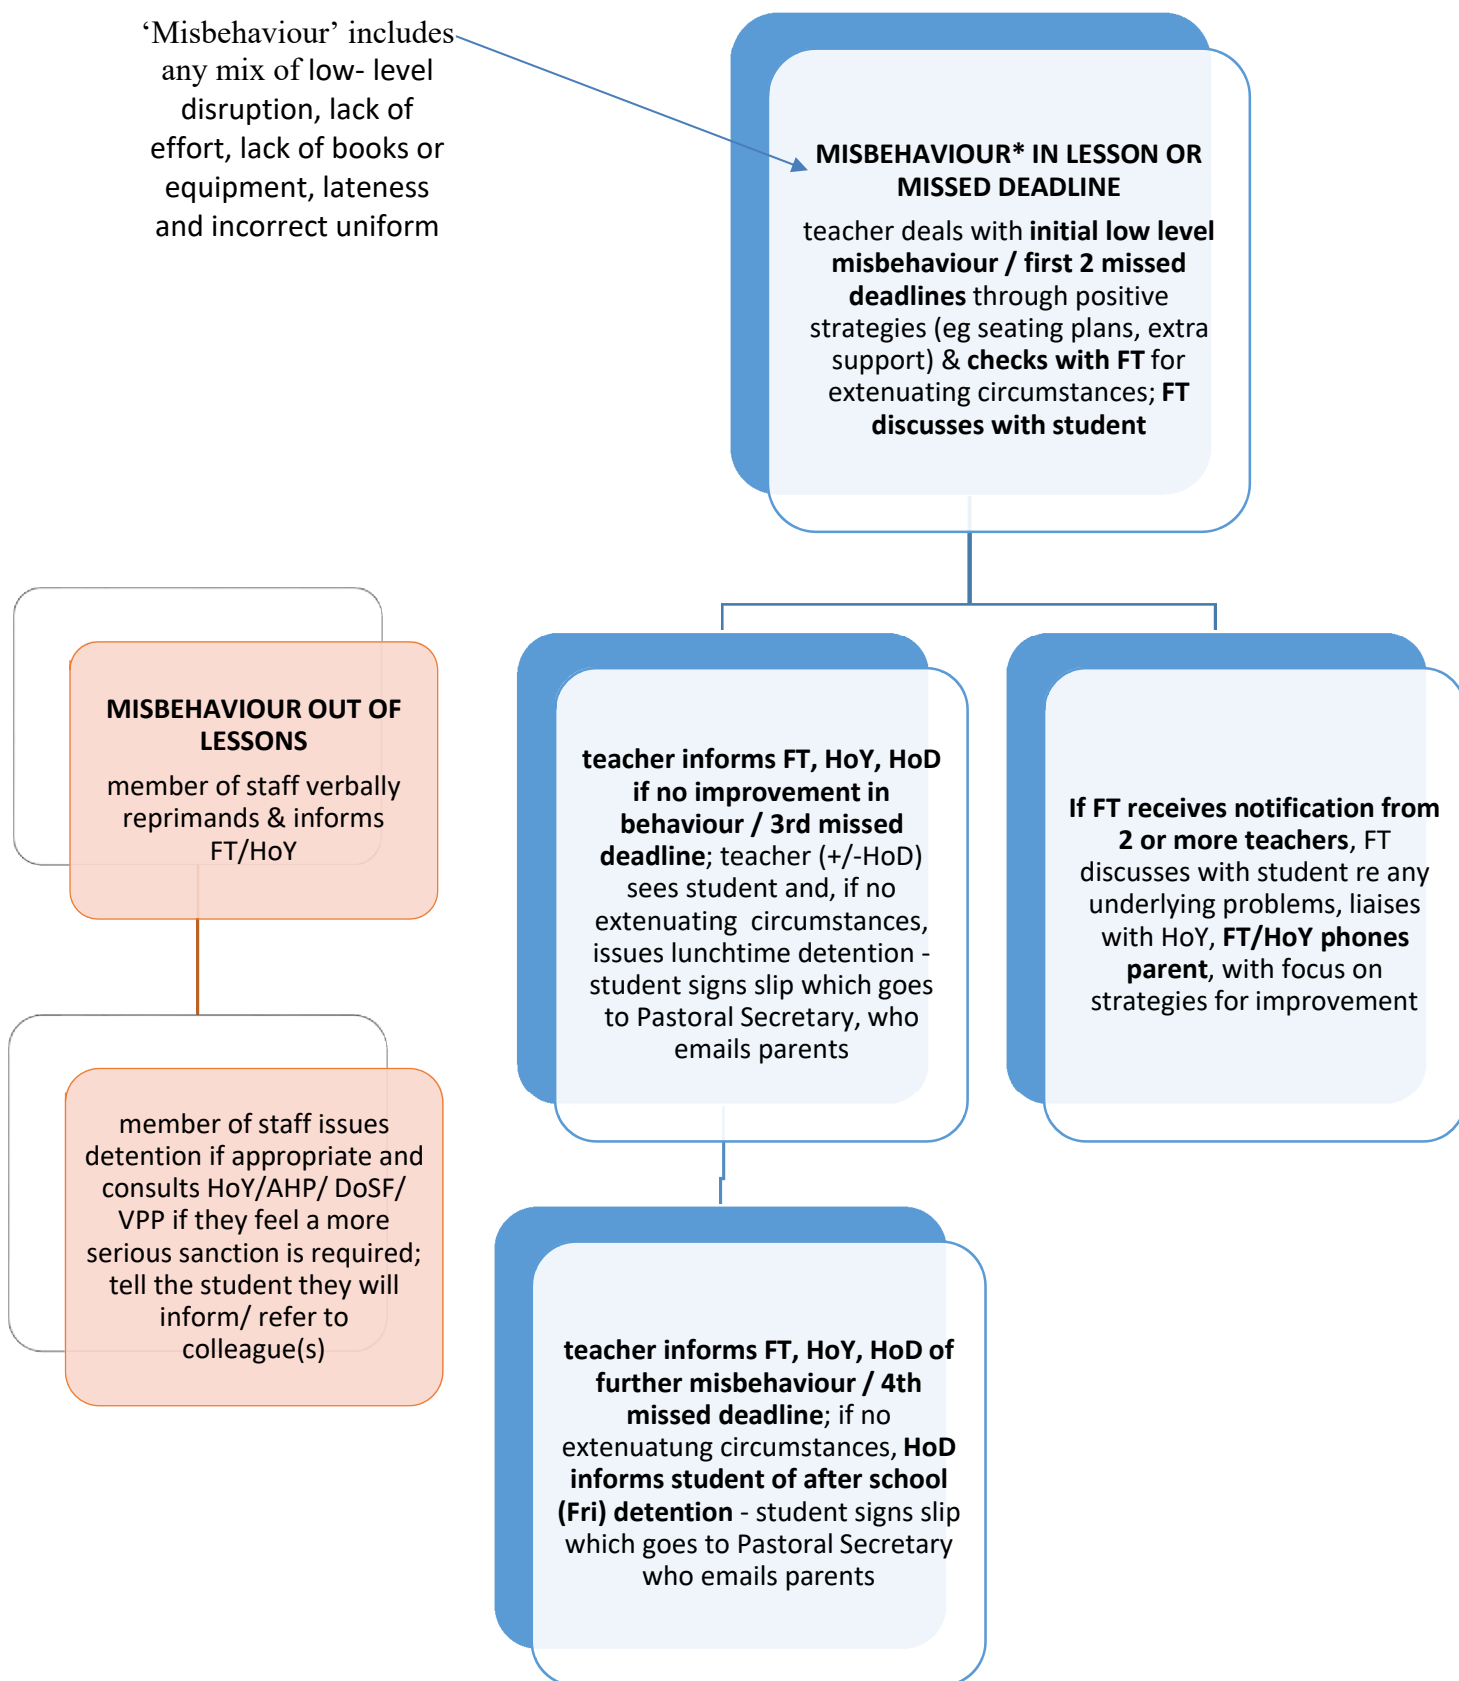 ‘Misbehaviour’ includes
any mix of low- level
disruption, lack of
effort, lack of books or
equipment, lateness
and incorrect uniform
MISBEHAVIOUR* IN LESSON OR
MISSED DEADLINE
teacher deals with initial low level
misbehaviour / first 2 missed
deadlines through positive
strategies (eg seating plans, extra
support) & checks with FT for
extenuating circumstances; FT
discusses with student
MISBEHAVIOUR OUT OF
LESSONS
member of staff verbally
reprimands & informs
FT/HoY
member of staff issues
detention if appropriate and
consults HoY/AHP/ DoSF/
VPP if they feel a more
serious sanction is required;
tell the student they will
inform/ refer to
colleague(s)
teacher informs FT, HoY, HoD
if no improvement in
behaviour / 3rd missed
deadline; teacher (+/-HoD)
sees student and, if no
extenuating  circumstances,
issues lunchtime detention -
student signs slip which goes
to Pastoral Secretary, who
emails parents
If FT receives notification from
2 or more teachers, FT
discusses with student re any
underlying problems, liaises
with HoY, FT/HoY phones
parent, with focus on
strategies for improvement
teacher informs FT, HoY, HoD of
further misbehaviour / 4th
missed deadline; if no
extenuatung circumstances, HoD
informs student of after school
(Fri) detention - student signs slip
which goes to Pastoral Secretary
who emails parents